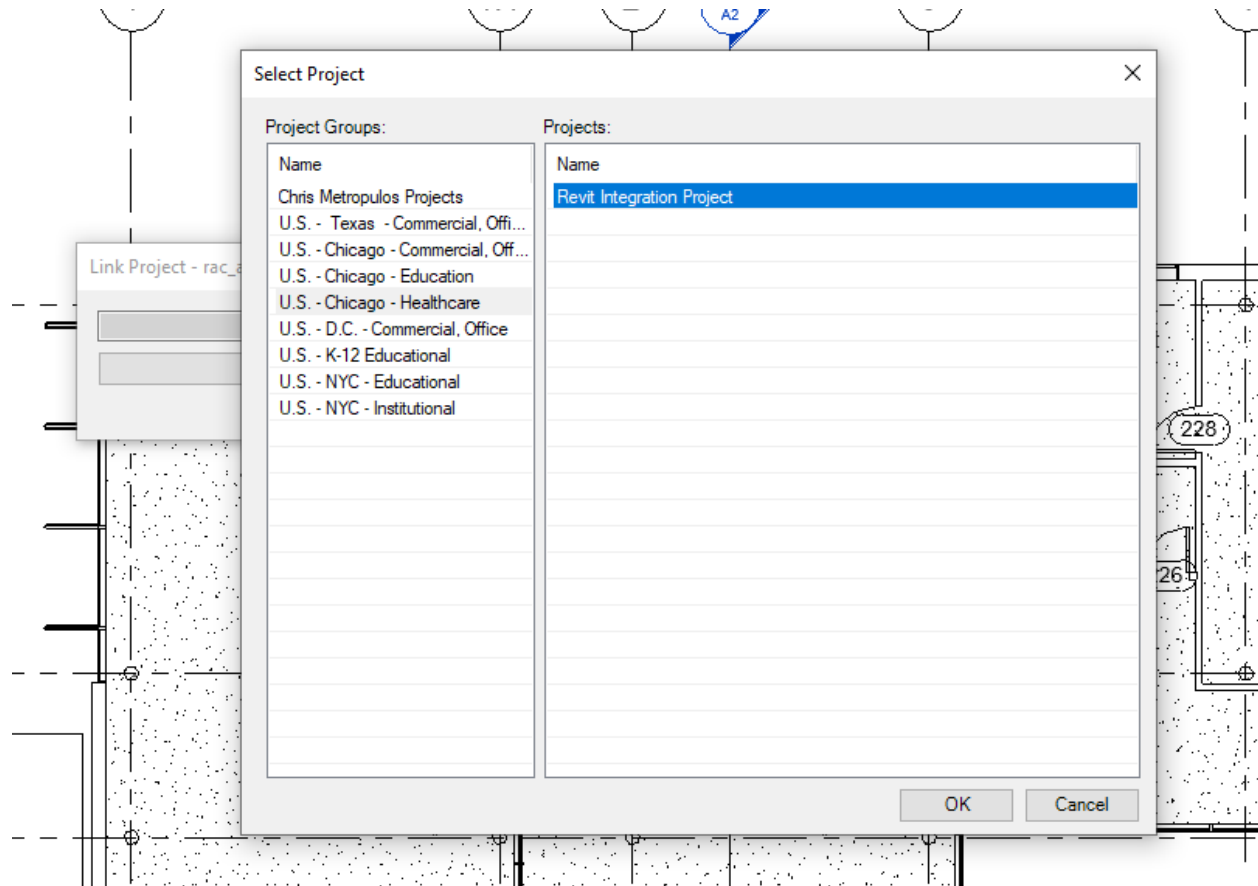 A2
Select Project
Project Groups:
Projects:
Name
Name
Chris Metropulos Projects
Revit Integration Project
U.S. -  Texas  - Commercial, Offi...
U.S. - Chicago - Commercial, Off...
Link Project - rac_a
U.S. - Chicago - Education
U.S. - Chicago - Healthcare
U.S. - D.C. - Commercial, Office
U.S. - K-12 Educational
U.S. - NYC - Educational
U.S. - NYC - Institutional
228
26
OK
Cancel